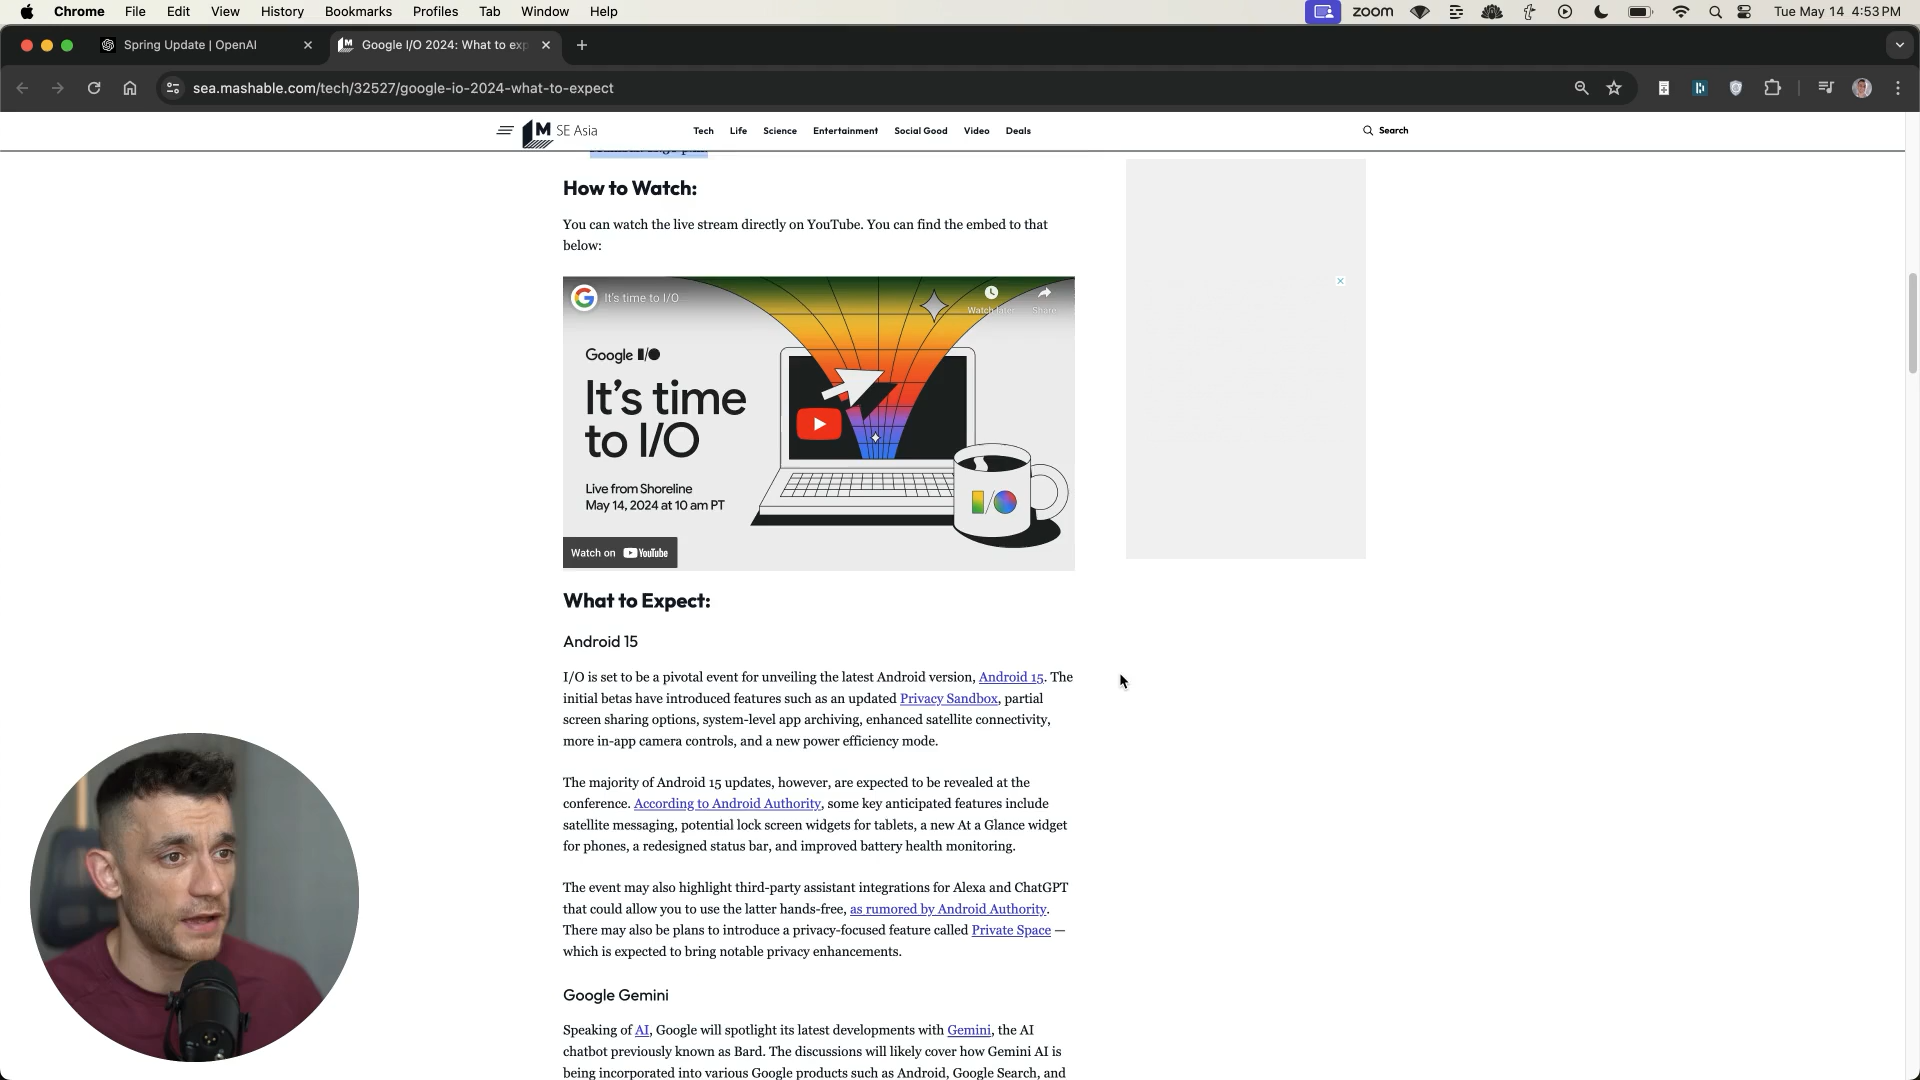 Chrome File Edit View History Bookmarks Profiles Tab Window Help
zoom
Tue May 14 4:53 PM
Spring Update | OpenAI
Google I/O 2024: What to exp
sea.mashable.com/tech/32527/google-io-2024-what-to-expect
M SE Asia
Tech Life Science Entertainment Social Good Video Deals
Search
How to Watch:
You can watch the live stream directly on YouTube. You can find the embed to that
below:
It's time to I/O
Watch later Share
Google I/O
It's time
to I/O
Live from Shoreline
May 14, 2024 at 10 am PT
I/O
Watch on YouTube
What to Expect:
Android 15
I/O is set to be a pivotal event for unveiling the latest Android version, Android 15. The
initial betas have introduced features such as an updated Privacy Sandbox, partial
screen sharing options, system-level app archiving, enhanced satellite connectivity,
more in-app camera controls, and a new power efficiency mode.
The majority of Android 15 updates, however, are expected to be revealed at the
conference. According to Android Authority, some key anticipated features include
satellite messaging, potential lock screen widgets for tablets, a new At a Glance widget
for phones, a redesigned status bar, and improved battery health monitoring.
The event may also highlight third-party assistant integrations for Alexa and ChatGPT
that could allow you to use the latter hands-free, as rumored by Android Authority.
There may also be plans to introduce a privacy-focused feature called Private Space —
which is expected to bring notable privacy enhancements.
Google Gemini
Speaking of AI, Google will spotlight its latest developments with Gemini, the AI
chatbot previously known as Bard. The discussions will likely cover how Gemini AI is
being incorporated into various Google products such as Android, Google Search, and